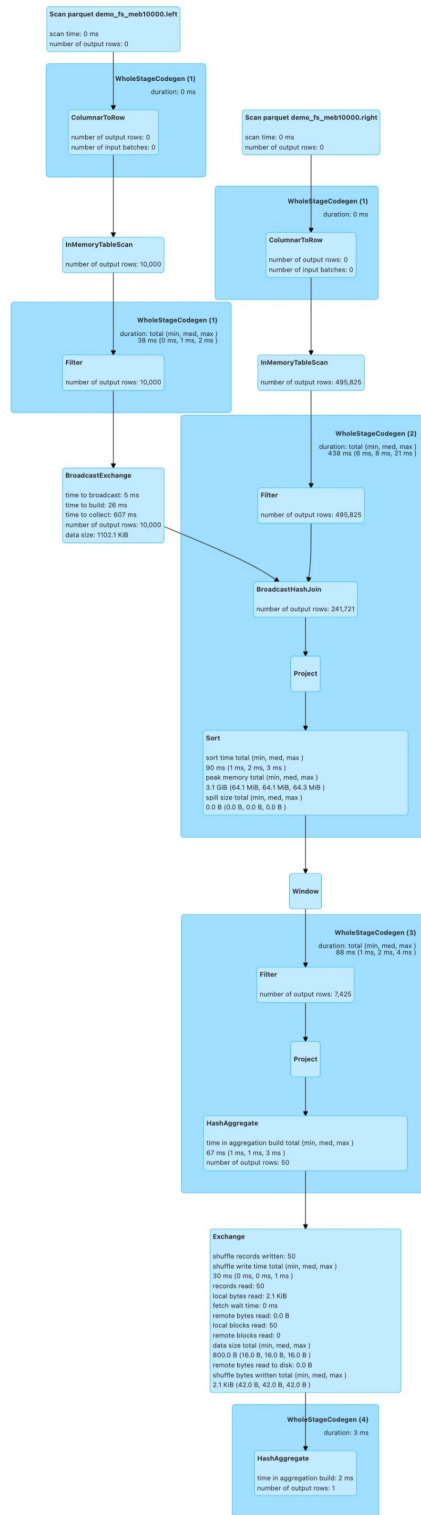 Scan parquet demo_fs_meb10000.left
scan time: 0 ms
number of output rows: 0
WholeStageCodegen (1)
duration: 0 ms
ColumnarToRow
number of output rows: 0
number of input batches: 0
InMemoryTableScan
number of output rows: 10,000
WholeStageCodegen (1)
duration: total (min, med, max )
38 ms (0 ms, 1 ms, 2 ms )
Filter
number of output rows: 10,000
BroadcastExchange
time to broadcast: 5 ms
time to build: 26 ms
time to collect: 607 ms
number of output rows: 10,000
data size: 1102.1 KiB
Scan parquet demo_fs_meb10000.right
scan time: 0 ms
number of output rows: 0
WholeStageCodegen (1)
duration: 0 ms
ColumnarToRow
number of output rows: 0
number of input batches: 0
InMemoryTableScan
number of output rows: 495,825
WholeStageCodegen (2)
duration: total (min, med, max )
438 ms (6 ms, 8 ms, 21 ms )
Filter
number of output rows: 495,825
BroadcastHashJoin
number of output rows: 241,721
Project
Sort
sort time total (min, med, max )
90 ms (1 ms, 2 ms, 3 ms )
peak memory total (min, med, max )
3.1 GiB (64.1 MiB, 64.1 MiB, 64.3 MiB )
spill size total (min, med, max )
0.0 B (0.0 B, 0.0 B, 0.0 B )
Window
WholeStageCodegen (3)
duration: total (min, med, max )
88 ms (1 ms, 2 ms, 4 ms )
Filter
number of output rows: 7,425
Project
HashAggregate
time in aggregation build total (min, med, max )
67 ms (1 ms, 1 ms, 3 ms )
number of output rows: 50
Exchange
shuffle records written: 50
shuffle write time total (min, med, max )
30 ms (0 ms, 0 ms, 1 ms )
records read: 50
local bytes read: 2.1 KiB
fetch wait time: 0 ms
remote bytes read: 0.0 B
local blocks read: 50
remote blocks read: 0
data size total (min, med, max )
800.0 B (16.0 B, 16.0 B, 16.0 B )
remote bytes read to disk: 0.0 B
shuffle bytes written total (min, med, max )
2.1 KiB (42.0 B, 42.0 B, 42.0 B )
WholeStageCodegen (4)
duration: 3 ms
HashAggregate
time in aggregation build: 2 ms
number of output rows: 1